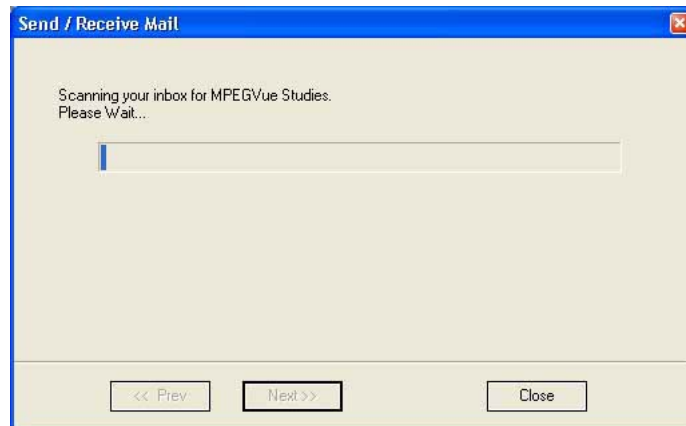 Send / Receive Mail
Scanning your inbox for MPEGVue Studies.
Please Wait...
<< Prev
Next >>
Close